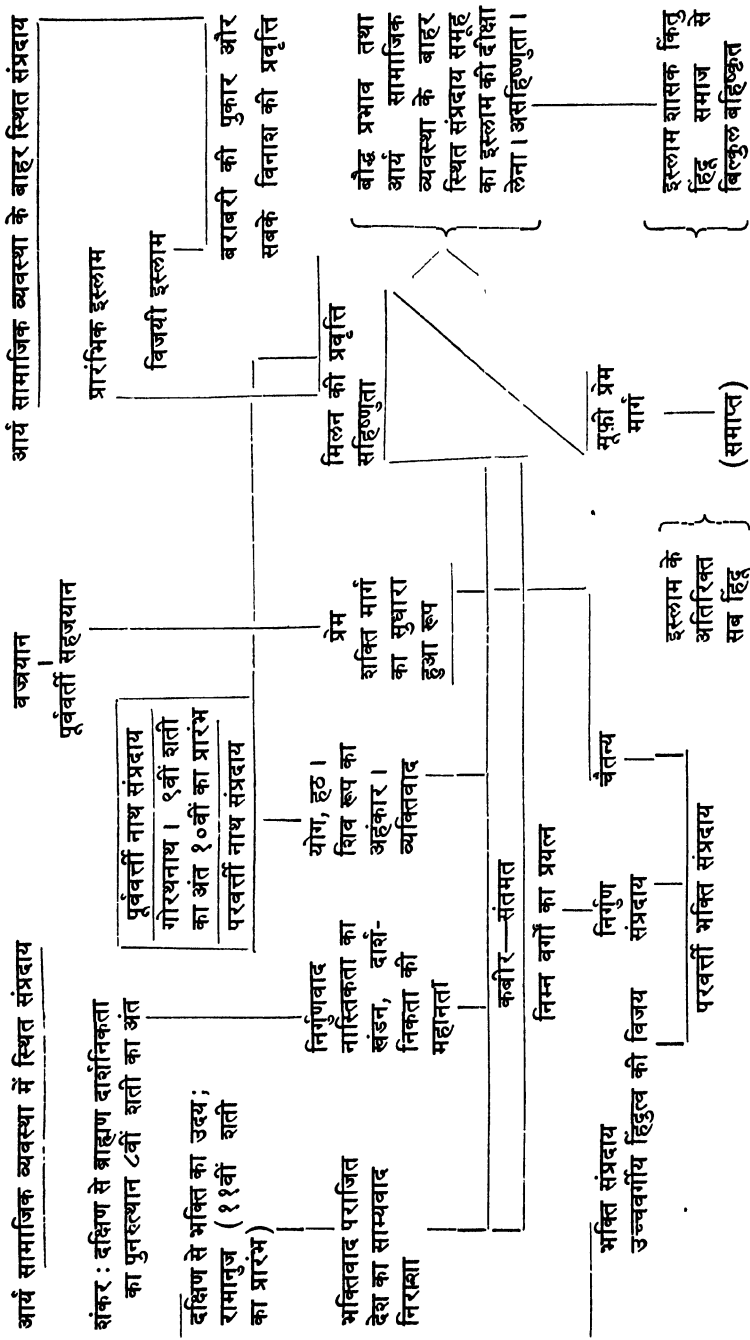 आर्य सामाजिक व्यवस्था में स्थित संप्रदाय
शंकर : दक्षिण से ब्राह्मण दार्शनिकता
का पुनरुत्थान ८वीं शती का अंत
दक्षिण से भक्ति का उदय ;
रामानुज (११वीं शती
का प्रारंभ)
भक्तिवाद पराजित
देश का साम्यवाद
निराशा
निर्गुणवाद
नास्तिकता का
खंडन, दार्श-
निकता की
महानता
पूर्ववर्त्ती नाथ संप्रदाय
गोरथनाथ । ९वीं शती
का अंत १०वीं का प्रारंभ
परवर्त्ती नाथ संप्रदाय
योग, हठ ।
शिव रूप का
अहंकार ।
व्यक्तिवाद
वज्रयान
पूर्ववर्ती सहजयान
प्रेम
शक्ति मार्ग
का सुधारा
हुआ रूप
आर्य सामाजिक व्यवस्था के बाहर स्थित संप्रदाय
प्रारंभिक इस्लाम
विजयी इस्लाम
बराबरी की पुकार और
सबके विनाश की प्रवृत्ति
मिलन की प्रवृत्ति
सहिष्णुता
बौद्ध प्रभाव तथा
आर्य सामाजिक
व्यवस्था के बाहर
स्थित संप्रदाय समूह
का इस्लाम की दीक्षा
लेना । असहिष्णुता ।
कबीर—संतमत
निम्न वर्गों का प्रयत्न
निर्गुण
संप्रदाय
चैतन्य
सूफ़ी प्रेम
मार्ग
(समाप्त)
भक्ति संप्रदाय
उच्चवर्गीय हिंदुत्व की विजय
परवर्त्ती भक्ति संप्रदाय
इस्लाम के
अतिरिक्त
सब हिंदू
इस्लाम शासक किंतु
हिंदू समाज से
बिल्कुल बहिष्कृत